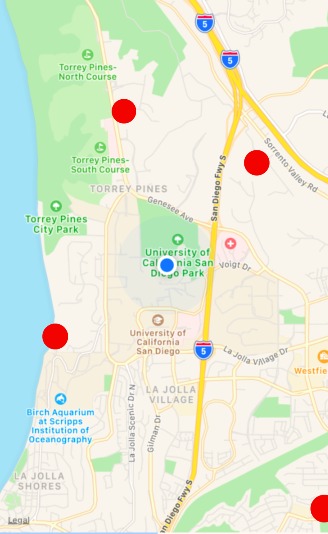 5
5
Torrey Pines-
North Course
Sorrento Valley Rd
Torrey Pines-
South Course
San Diego Fwy S
TORREY PINES
Genesee Ave
Torrey Pines
City Park
University of
California San
Diego Park
Voigt Dr
University of
California
San Diego
5
La Jolla Village Dr
Westfie
LA JOLLA
VILLAGE
La Jolla Scenic Dr N
Gilman Dr
Birch Aquarium
at Scripps
Institution of
Oceanography
LA JOLLA
SHORES
an Diego Fwy S
Legal